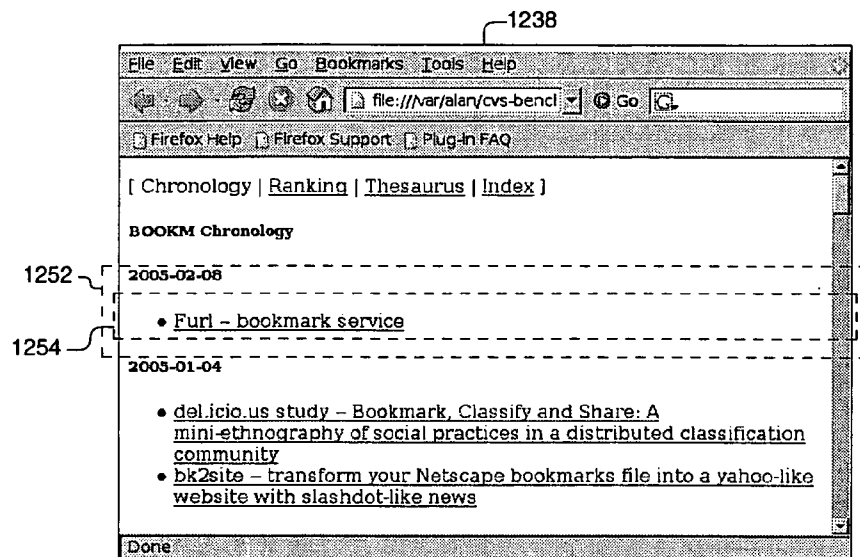 1238
File Edit View Go Bookmarks Tools Help
file:///var/alan/cvs-bencl Go G
Firefox Help Firefox Support Plug-in FAQ
[ Chronology | Ranking | Thesaurus | Index ]
BOOKM Chronology
1252
2005-02-08
• Furl – bookmark service
1254
2005-01-04
• del.icio.us study – Bookmark, Classify and Share: A
mini-ethnography of social practices in a distributed classification
community
• bk2site – transform your Netscape bookmarks file into a yahoo-like
website with slashdot-like news
Done